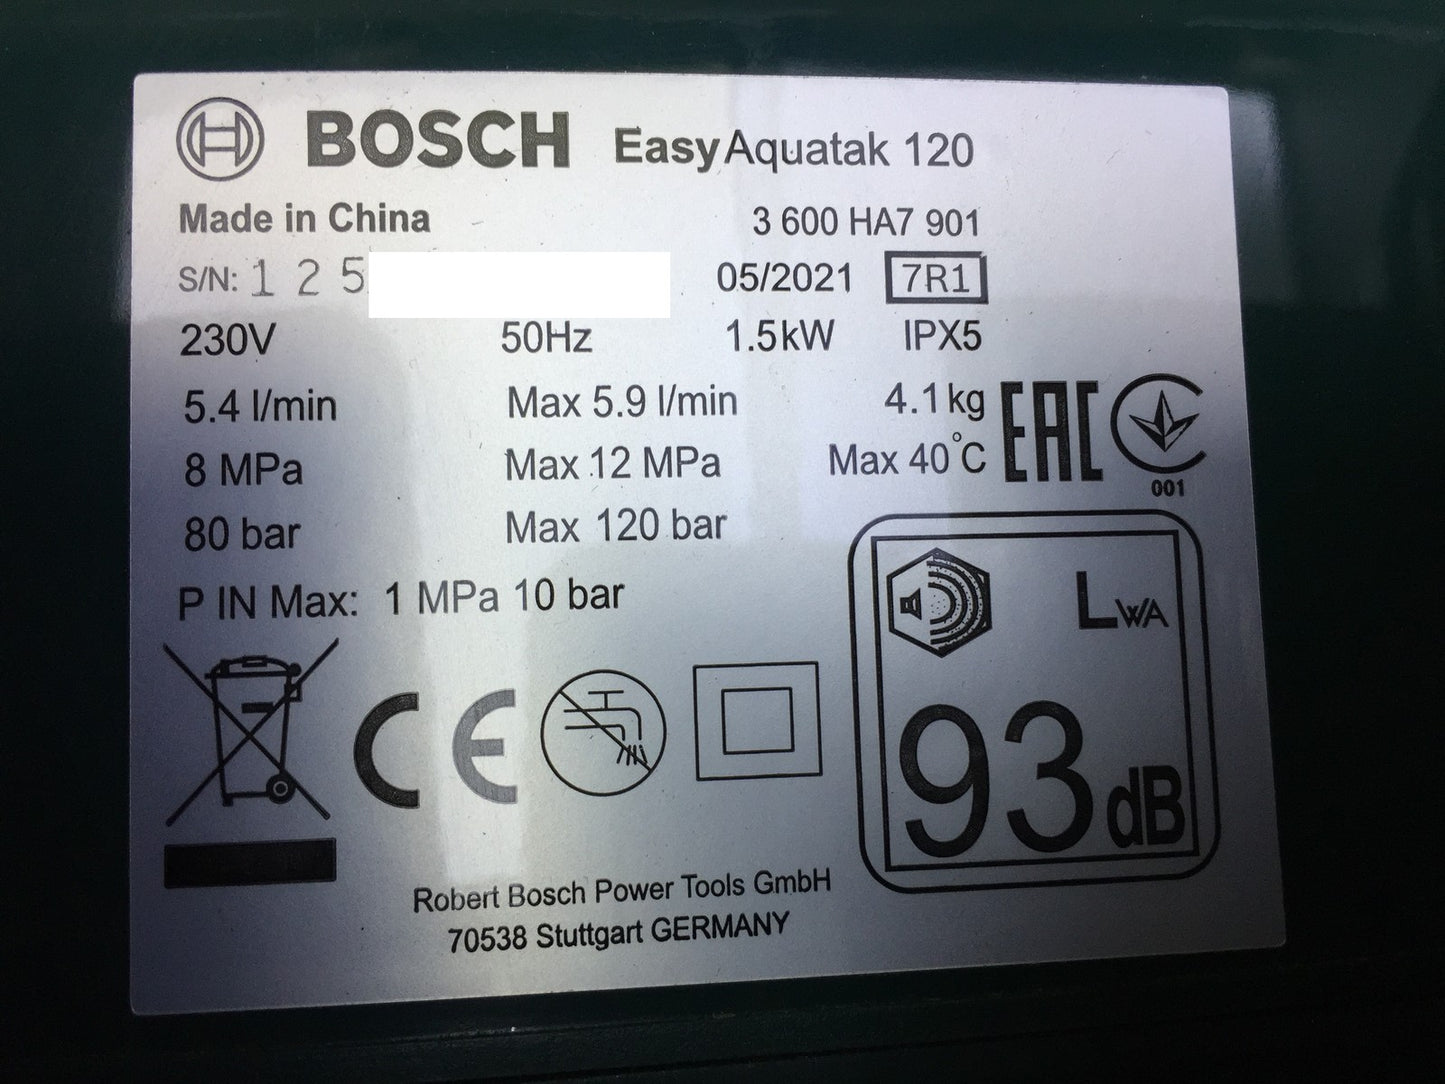 BOSCH EasyAquatak 120
Made in China 3 600 HA7 901
S/N: 1 2 5 05/2021 7R1
230V 50Hz 1.5kW IPX5
5.4 l/min Max 5.9 l/min 4.1kg
8 MPa Max 12 MPa Max 40°C
80 bar Max 120 bar
P IN Max: 1 MPa 10 bar
EAC
001
CE
LWA
93dB
Robert Bosch Power Tools GmbH
70538 Stuttgart GERMANY